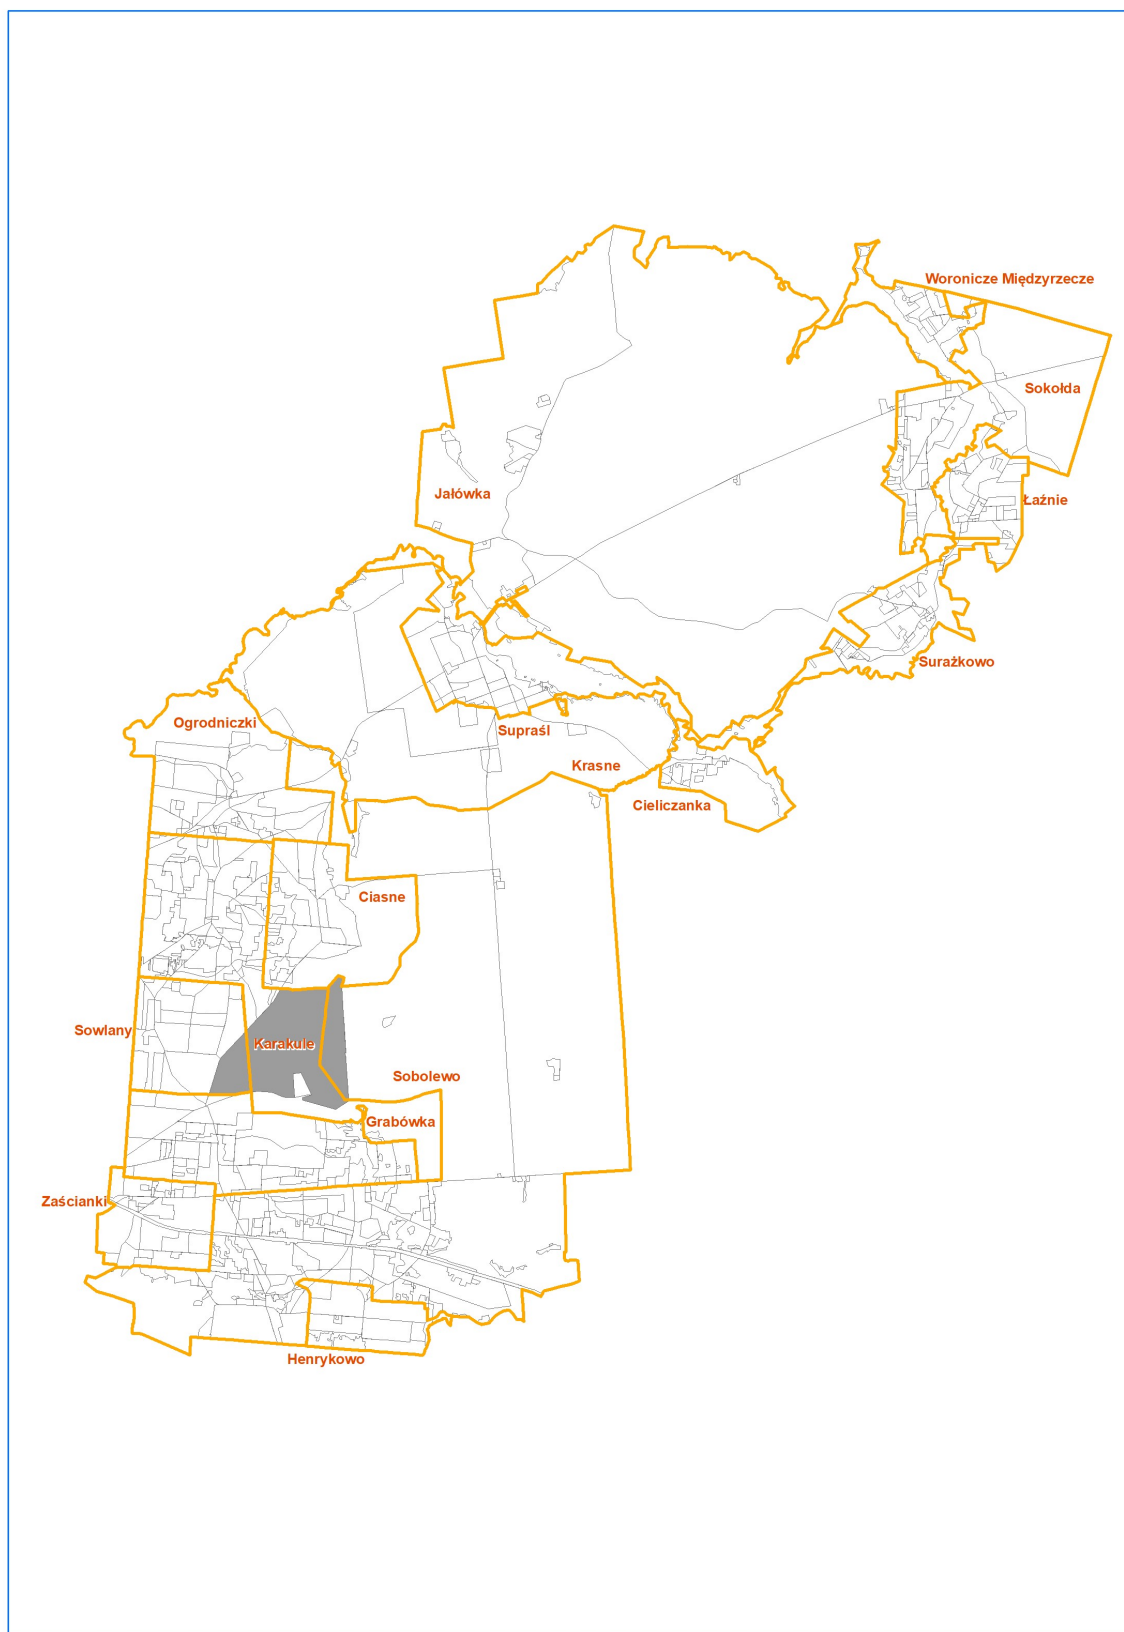 Woronicze Międzyrzecze
Sokołda
Jałówka
Łaźnie
Surażkowo
Ogrodniczki
Supraśl
Krasne
Cieliczanka
Ciasne
Sowlany
Karakule
Sobolewo
Grabówka
Zaścianki
Henrykowo